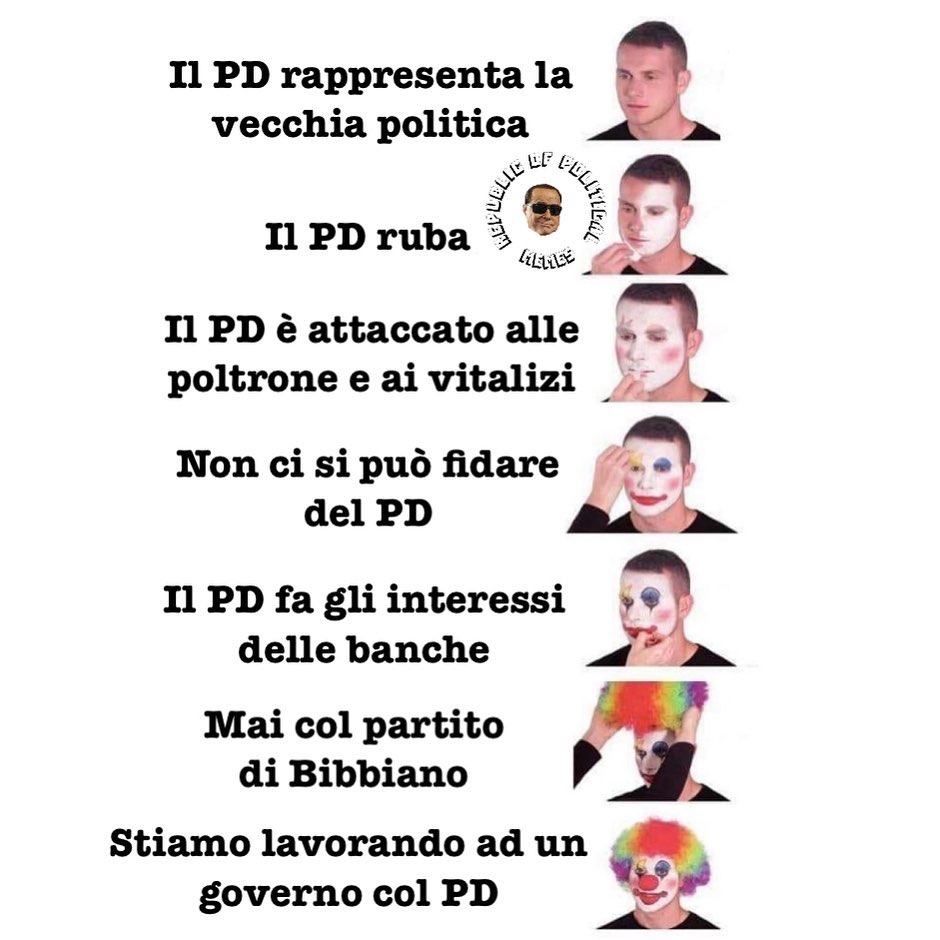 Il PD rappresenta la
vecchia politica
REPUBLIC OF POLITICAL
MEMES
Il PD ruba
Il PD è attaccato alle
poltrone e ai vitalizi
Non ci si può fidare
del PD
Il PD fa gli interessi
delle banche
Mai col partito
di Bibbiano
Stiamo lavorando ad un
governo col PD